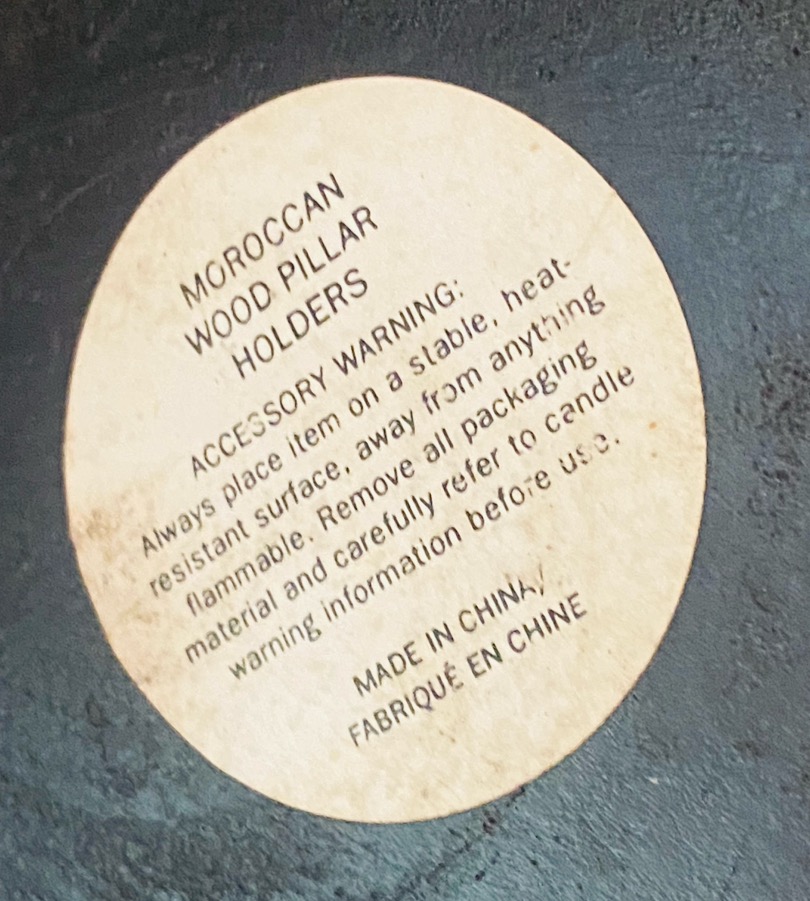 MOROCCAN
WOOD PILLAR
HOLDERS
ACCESSORY WARNING:
Always place item on a stable, heat-
resistant surface, away from anything
flammable. Remove all packaging
material and carefully refer to candle
warning information before use.
MADE IN CHINA/
FABRIQUÉ EN CHINE